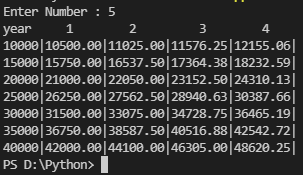 Enter Number : 5
year     1        2        3        4
10000|10500.00|11025.00|11576.25|12155.06|
15000|15750.00|16537.50|17364.38|18232.59|
20000|21000.00|22050.00|23152.50|24310.13|
25000|26250.00|27562.50|28940.63|30387.66|
30000|31500.00|33075.00|34728.75|36465.19|
35000|36750.00|38587.50|40516.88|42542.72|
40000|42000.00|44100.00|46305.00|48620.25|
PS D:\Python>